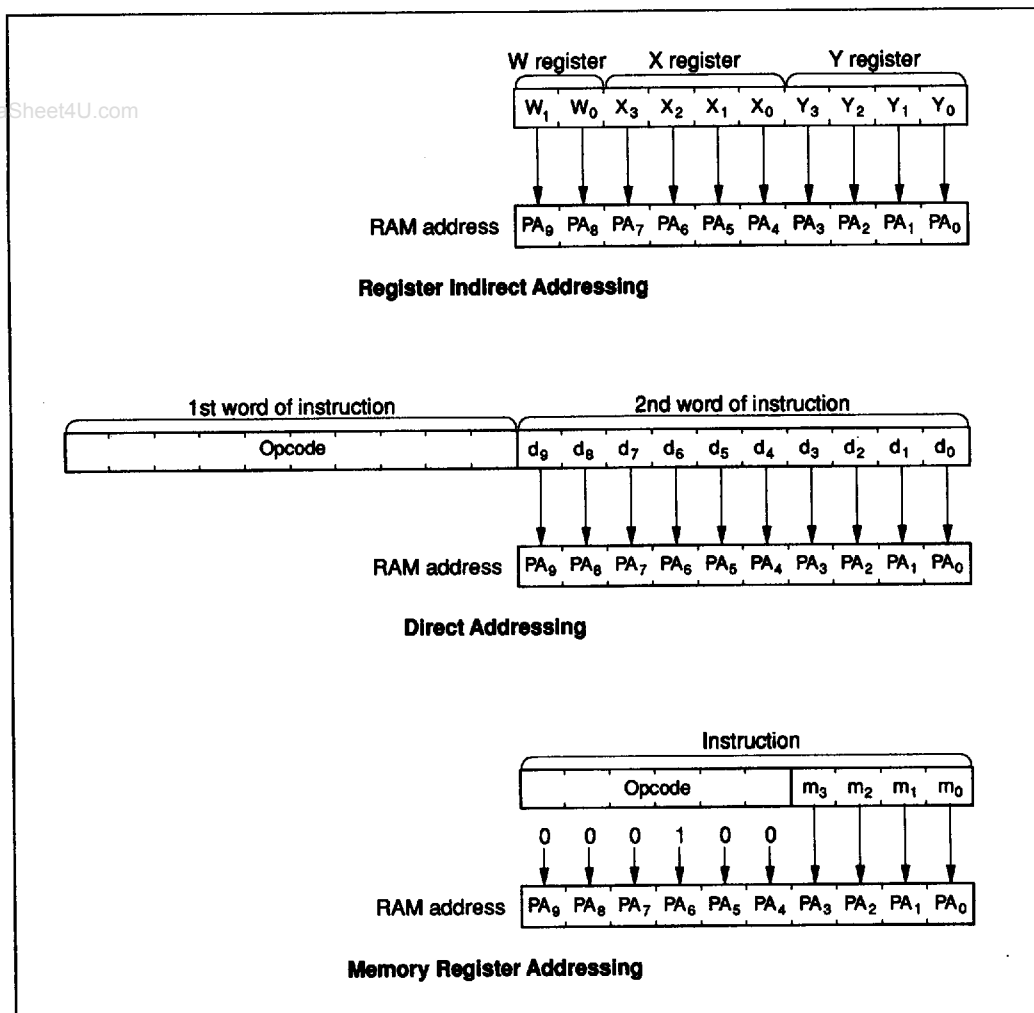 W register X register Y register
aSheet4U.com
W₁ W₀ X₃ X₂ X₁ X₀ Y₃ Y₂ Y₁ Y₀
RAM address PA₉ PA₈ PA₇ PA₆ PA₅ PA₄ PA₃ PA₂ PA₁ PA₀
Register Indirect Addressing
1st word of instruction 2nd word of instruction
Opcode d₉ d₈ d₇ d₆ d₅ d₄ d₃ d₂ d₁ d₀
RAM address PA₉ PA₈ PA₇ PA₆ PA₅ PA₄ PA₃ PA₂ PA₁ PA₀
Direct Addressing
Instruction
Opcode m₃ m₂ m₁ m₀
0 0 0 1 0 0
RAM address PA₉ PA₈ PA₇ PA₆ PA₅ PA₄ PA₃ PA₂ PA₁ PA₀
Memory Register Addressing